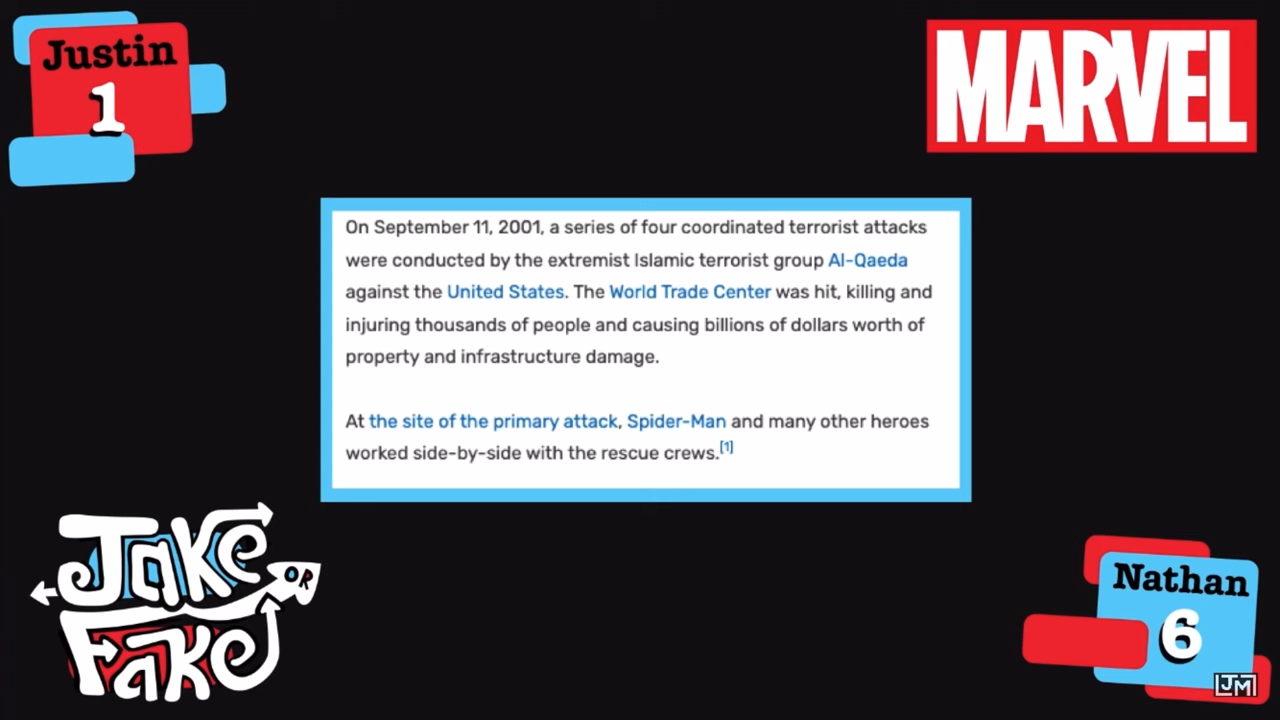 Justin
1
MARVEL
On September 11, 2001, a series of four coordinated terrorist attacks
were conducted by the extremist Islamic terrorist group Al-Qaeda
against the United States. The World Trade Center was hit, killing and
injuring thousands of people and causing billions of dollars worth of
property and infrastructure damage.
At the site of the primary attack, Spider-Man and many other heroes
worked side-by-side with the rescue crews.[1]
Jake
OR
Fake
Nathan
6
LJM